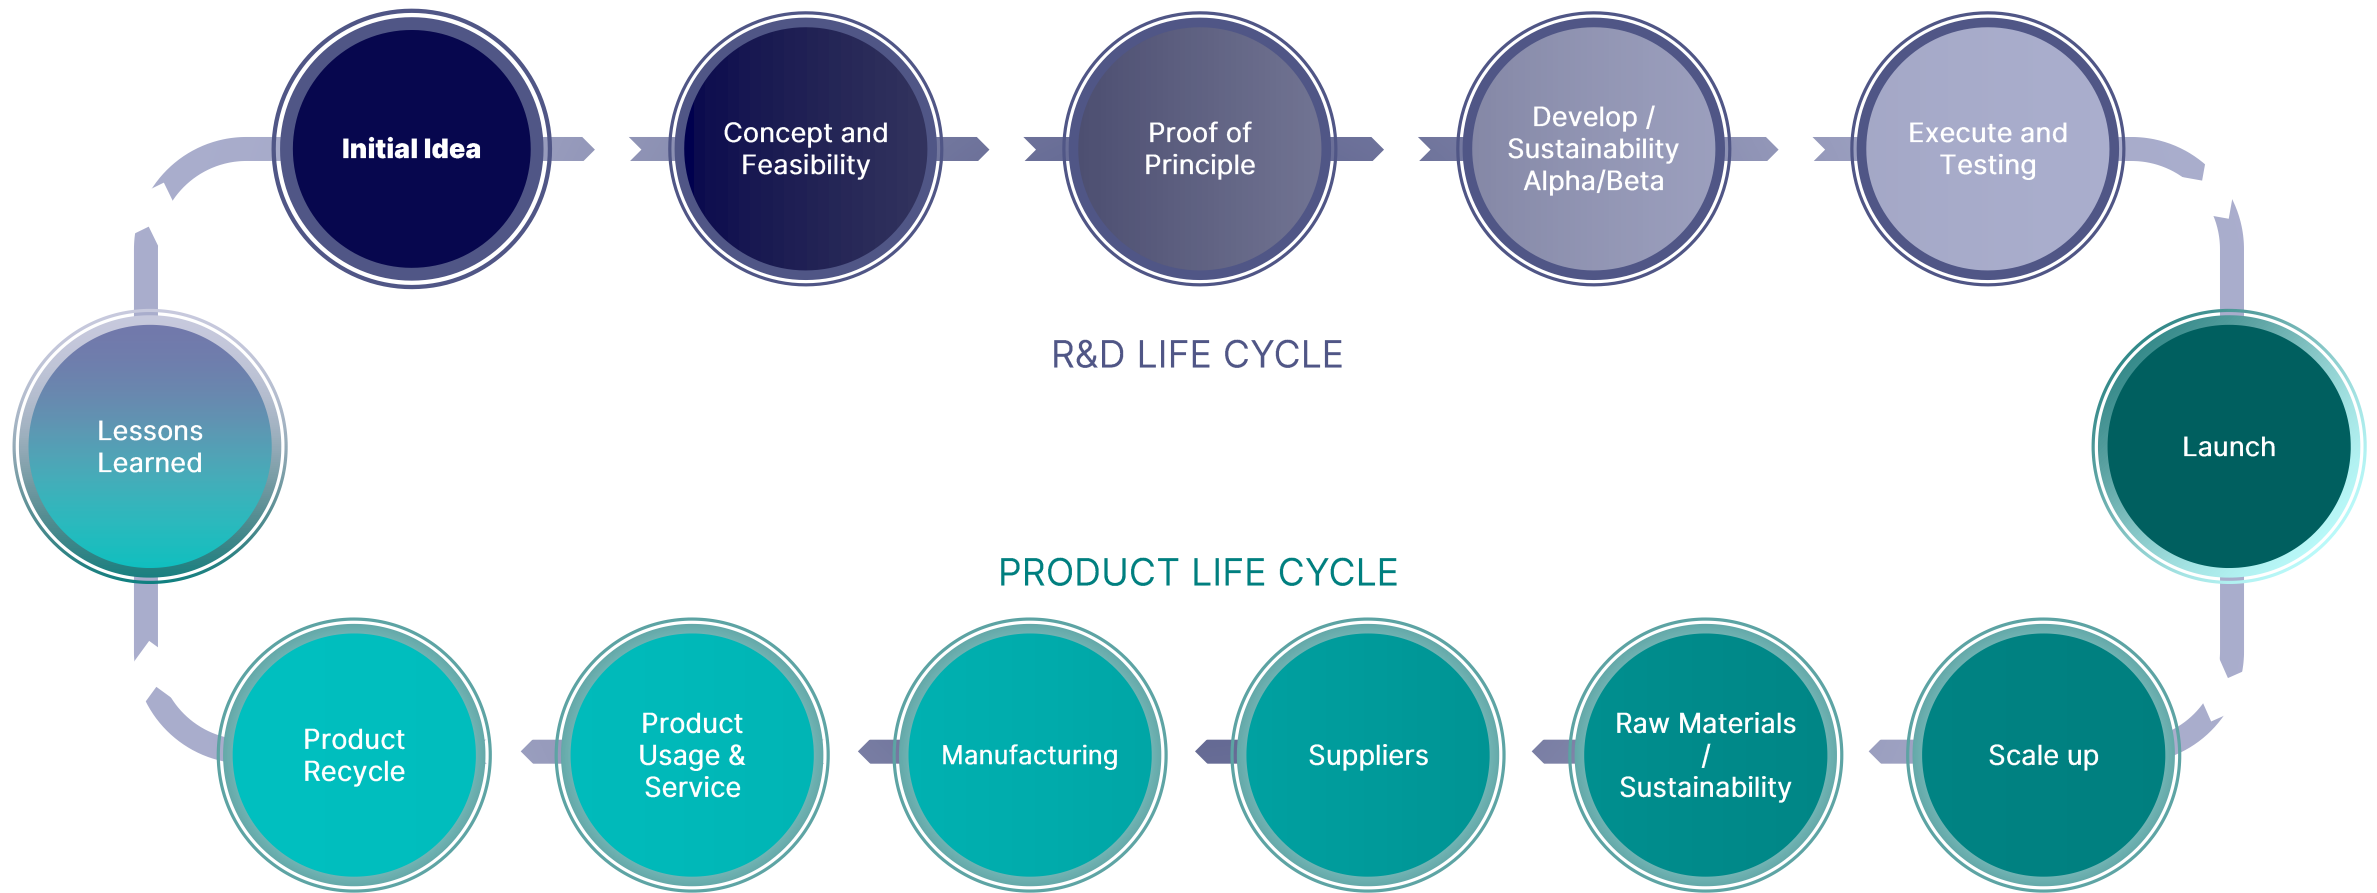 Initial Idea
Concept and
Feasibility
Proof of
Principle
Develop /
Sustainability
Alpha/Beta
Execute and
Testing
R&D LIFE CYCLE
Lessons
Learned
Launch
PRODUCT LIFE CYCLE
Product
Recycle
Product
Usage &
Service
Manufacturing
Suppliers
Raw Materials
/
Sustainability
Scale up